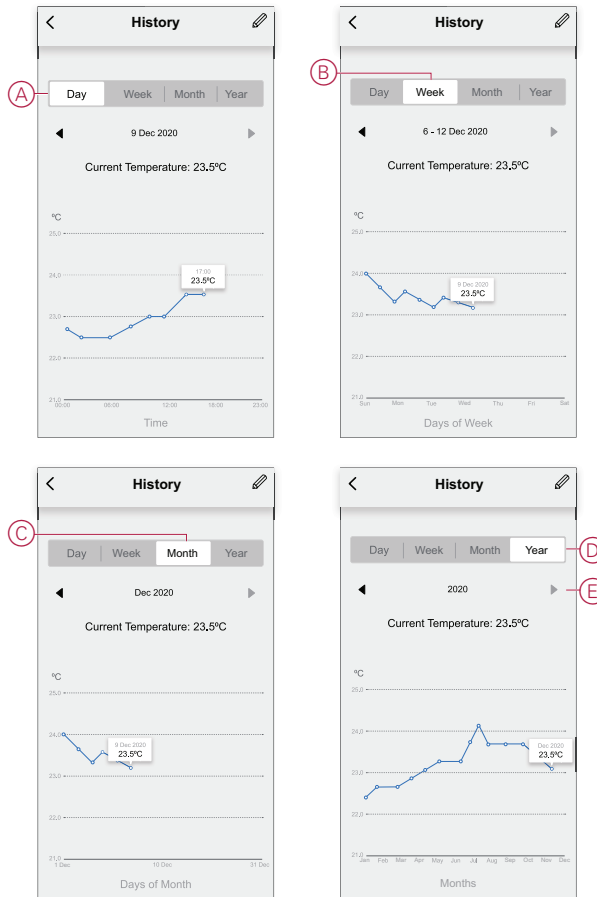 History
A
Day Week Month Year
9 Dec 2020
Current Temperature: 23.5ºC
ºC
25,0
24,0
17:00
23.5ºC
23,0
22,0
21,0
00:00 06:00 12:00 18:00 23:00
Time
History
B
Day Week Month Year
6 - 12 Dec 2020
Current Temperature: 23.5ºC
ºC
25,0
24,0
9 Dec 2020
23.5ºC
23,0
22,0
21,0
Sun Mon Tue Wed Thu Fri Sat
Days of Week
History
C
Day Week Month Year
Dec 2020
Current Temperature: 23.5ºC
ºC
25,0
24,0
9 Dec 2020
23.5ºC
23,0
22,0
21,0
1 Dec 10 Dec 31 Dec
Days of Month
History
Day Week Month Year
D
2020
E
Current Temperature: 23.5ºC
ºC
25,0
24,0
Dec 2020
23,5ºC
23,0
22,0
21,0
Jan Feb Mar Apr May Jun Jul Aug Sep Oct Nov Dec
Months